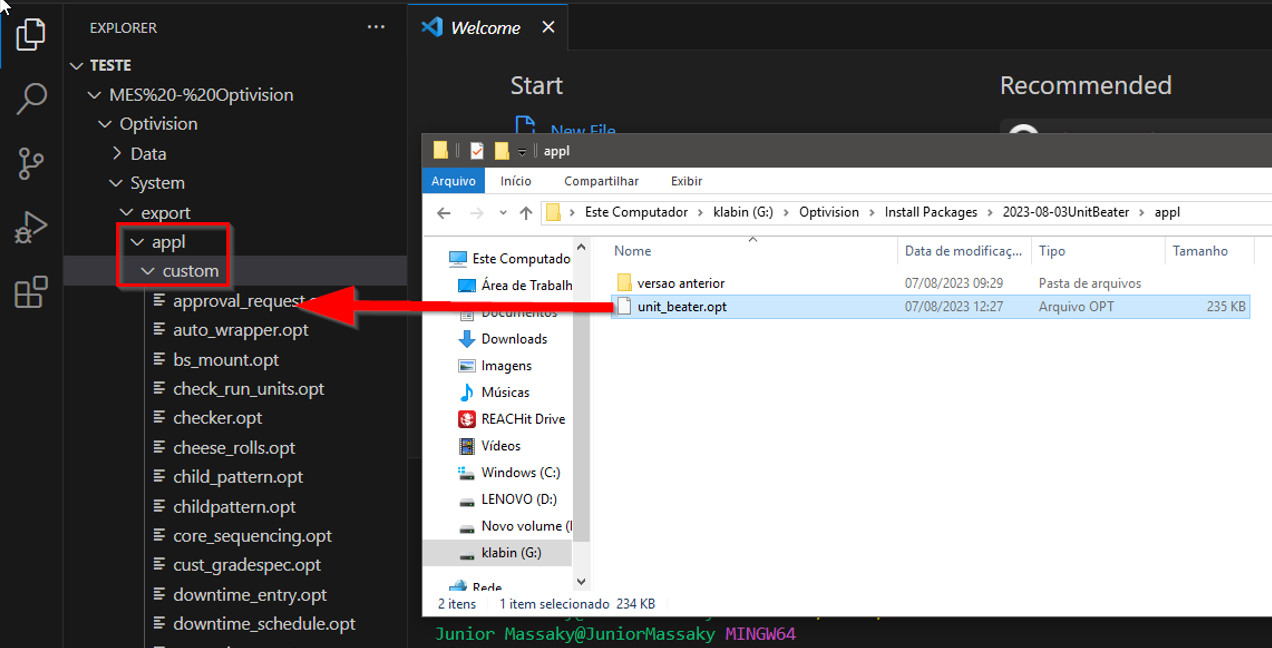 EXPLORER
TESTE
MES%20-%20Optivision
Optivision
Data
System
export
appl
custom
approval_request
auto_wrapper.opt
bs_mount.opt
check_run_units.opt
checker.opt
cheese_rolls.opt
child_pattern.opt
childpattern.opt
core_sequencing.opt
cust_gradespec.opt
downtime_entry.opt
downtime_schedule.opt
Welcome
Start
Recommended
New File
appl
Arquivo Início Compartilhar Exibir
Este Computador klabin (G:) Optivision Install Packages 2023-08-03UnitBeater appl
Este Computado
Área de Trabalh
Documentos
Downloads
Imagens
Músicas
REACHit Drive
Vídeos
Windows (C:)
LENOVO (D:)
Novo volume (
klabin (G:)
Rede
Nome Data de modificaç... Tipo Tamanho
versao anterior 07/08/2023 09:29 Pasta de arquivos
unit_beater.opt 07/08/2023 12:27 Arquivo OPT 235 KB
2 itens 1 item selecionado 234 KB
Junior Massaky@JuniorMassaky MINGW64